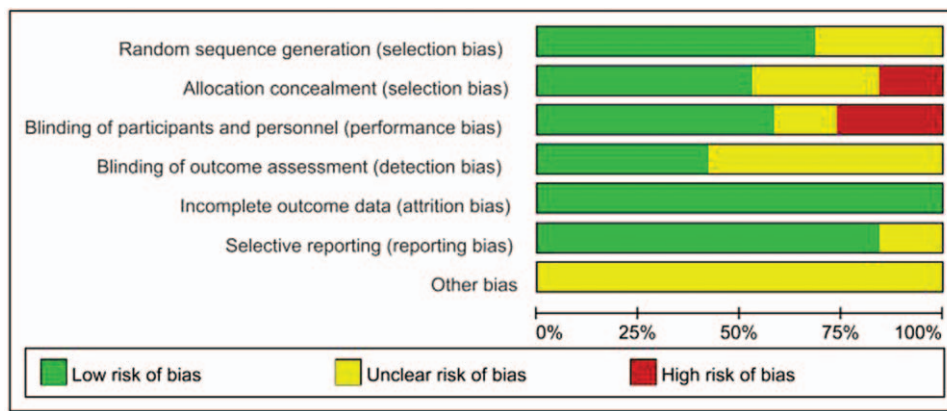 Random sequence generation (selection bias)
Allocation concealment (selection bias)
Blinding of participants and personnel (performance bias)
Blinding of outcome assessment (detection bias)
Incomplete outcome data (attrition bias)
Selective reporting (reporting bias)
Other bias
0% 25% 50% 75% 100%
Low risk of bias Unclear risk of bias High risk of bias